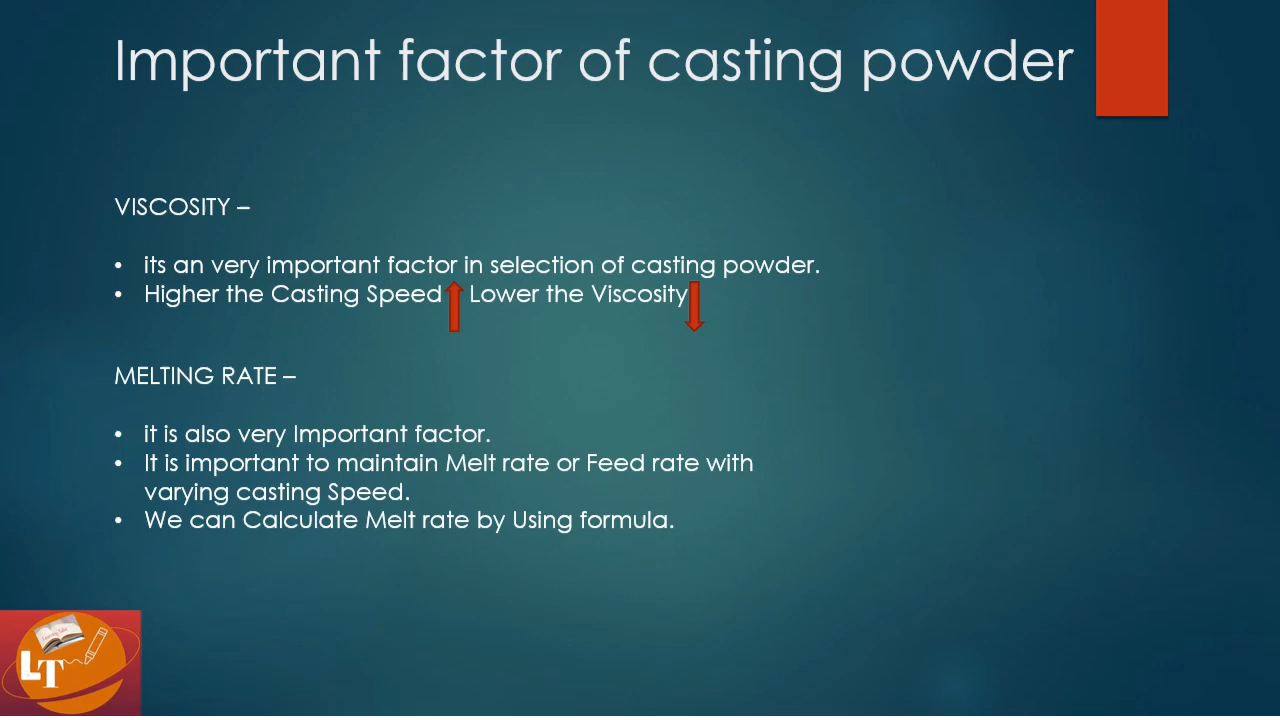 Important factor of casting powder
VISCOSITY –
• its an very important factor in selection of casting powder.
• Higher the Casting Speed Lower the Viscosity
MELTING RATE –
• it is also very Important factor.
• It is important to maintain Melt rate or Feed rate with
varying casting Speed.
• We can Calculate Melt rate by Using formula.
LT